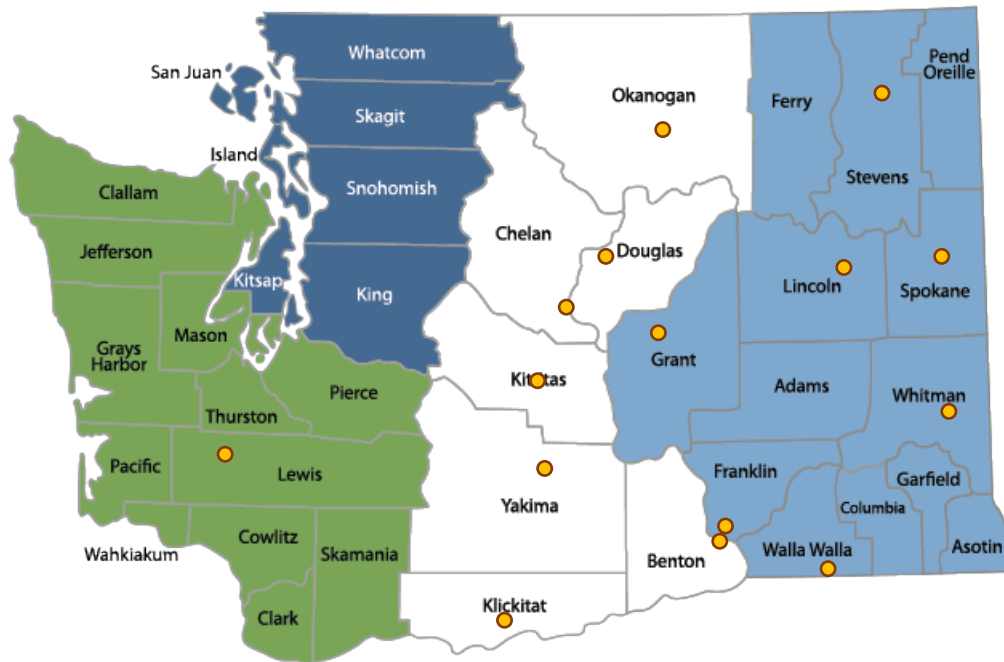 Whatcom
Pend
Oreille
San Juan
Okanogan
Ferry
Skagit
Island
Stevens
Snohomish
Clallam
Chelan
Douglas
Jefferson
Kitsap
King
Lincoln
Spokane
Mason
Grays
Harbor
Grant
Kittitas
Adams
Pierce
Whitman
Thurston
Pacific
Lewis
Franklin
Garfield
Yakima
Columbia
Cowlitz
Wahkiakum
Skamania
Benton
Walla Walla
Asotin
Klickitat
Clark